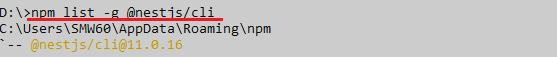 D:\>npm list -g @nestjs/cli
C:\Users\SMW60\AppData\Roaming\npm
`-- @nestjs/cli@11.0.16